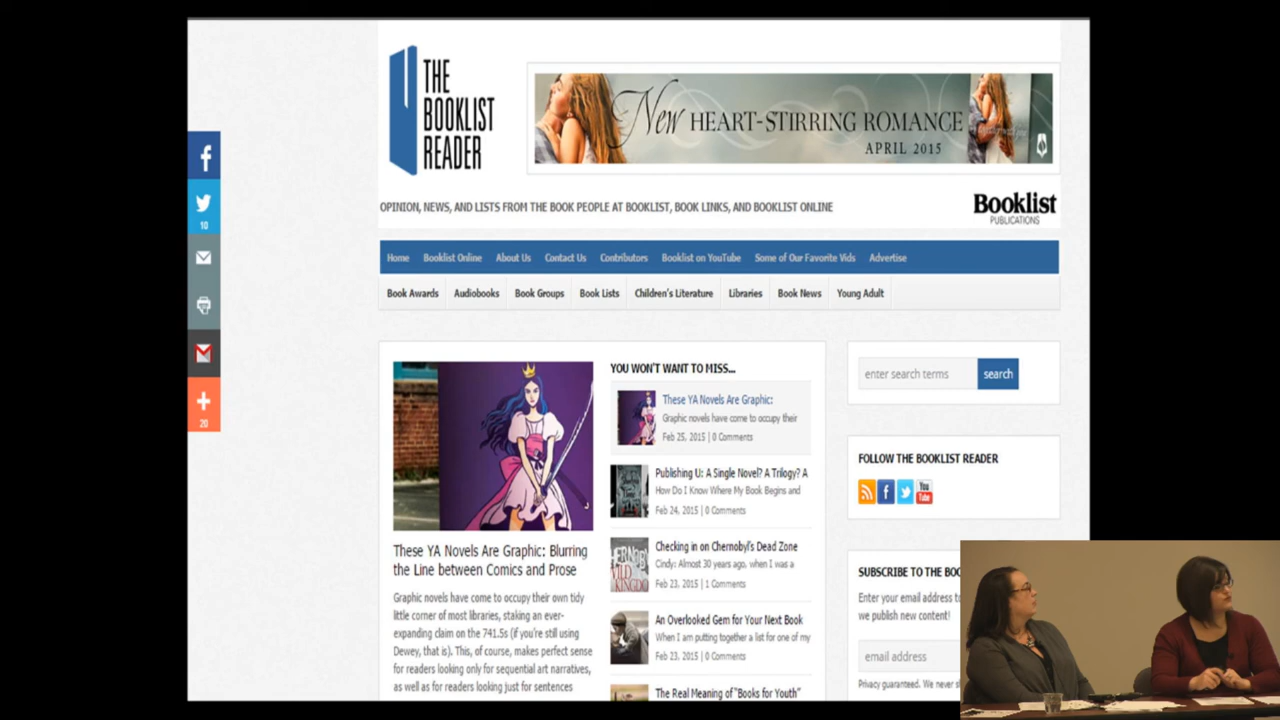 THE
BOOKLIST
READER
New HEART-STIRRING ROMANCE
APRIL 2015
OPINION, NEWS, AND LISTS FROM THE BOOK PEOPLE AT BOOKLIST, BOOK LINKS, AND BOOKLIST ONLINE
Booklist
PUBLICATIONS
10
20
Home Booklist Online About Us Contact Us Contributors Booklist on YouTube Some of Our Favorite Vids Advertise
Book Awards Audiobooks Book Groups Book Lists Children's Literature Libraries Book News Young Adult
These YA Novels Are Graphic: Blurring
the Line between Comics and Prose
Graphic novels have come to occupy their own tidy
little corner of most libraries, staking an ever-
expanding claim on the 741.5s (if you're still using
Dewey, that is). This, of course, makes perfect sense
for readers looking only for sequential art narratives,
as well as for readers looking just for sentences
YOU WON'T WANT TO MISS...
These YA Novels Are Graphic:
Graphic novels have come to occupy their
Feb 25, 2015 | 0 Comments
Publishing U: A Single Novel? A Trilogy? A
How Do I Know Where My Book Begins and
Feb 24, 2015 | 0 Comments
Checking in on Chernobyl's Dead Zone
Cindy: Almost 30 years ago, when I was a
Feb 23, 2015 | 1 Comments
An Overlooked Gem for Your Next Book
When I am putting together a list for one of my
Feb 23, 2015 | 0 Comments
The Real Meaning of "Books for Youth"
enter search terms search
FOLLOW THE BOOKLIST READER
You
Tube
SUBSCRIBE TO THE BOO
Enter your email address to
we publish new content!
email address
Privacy guaranteed. We never